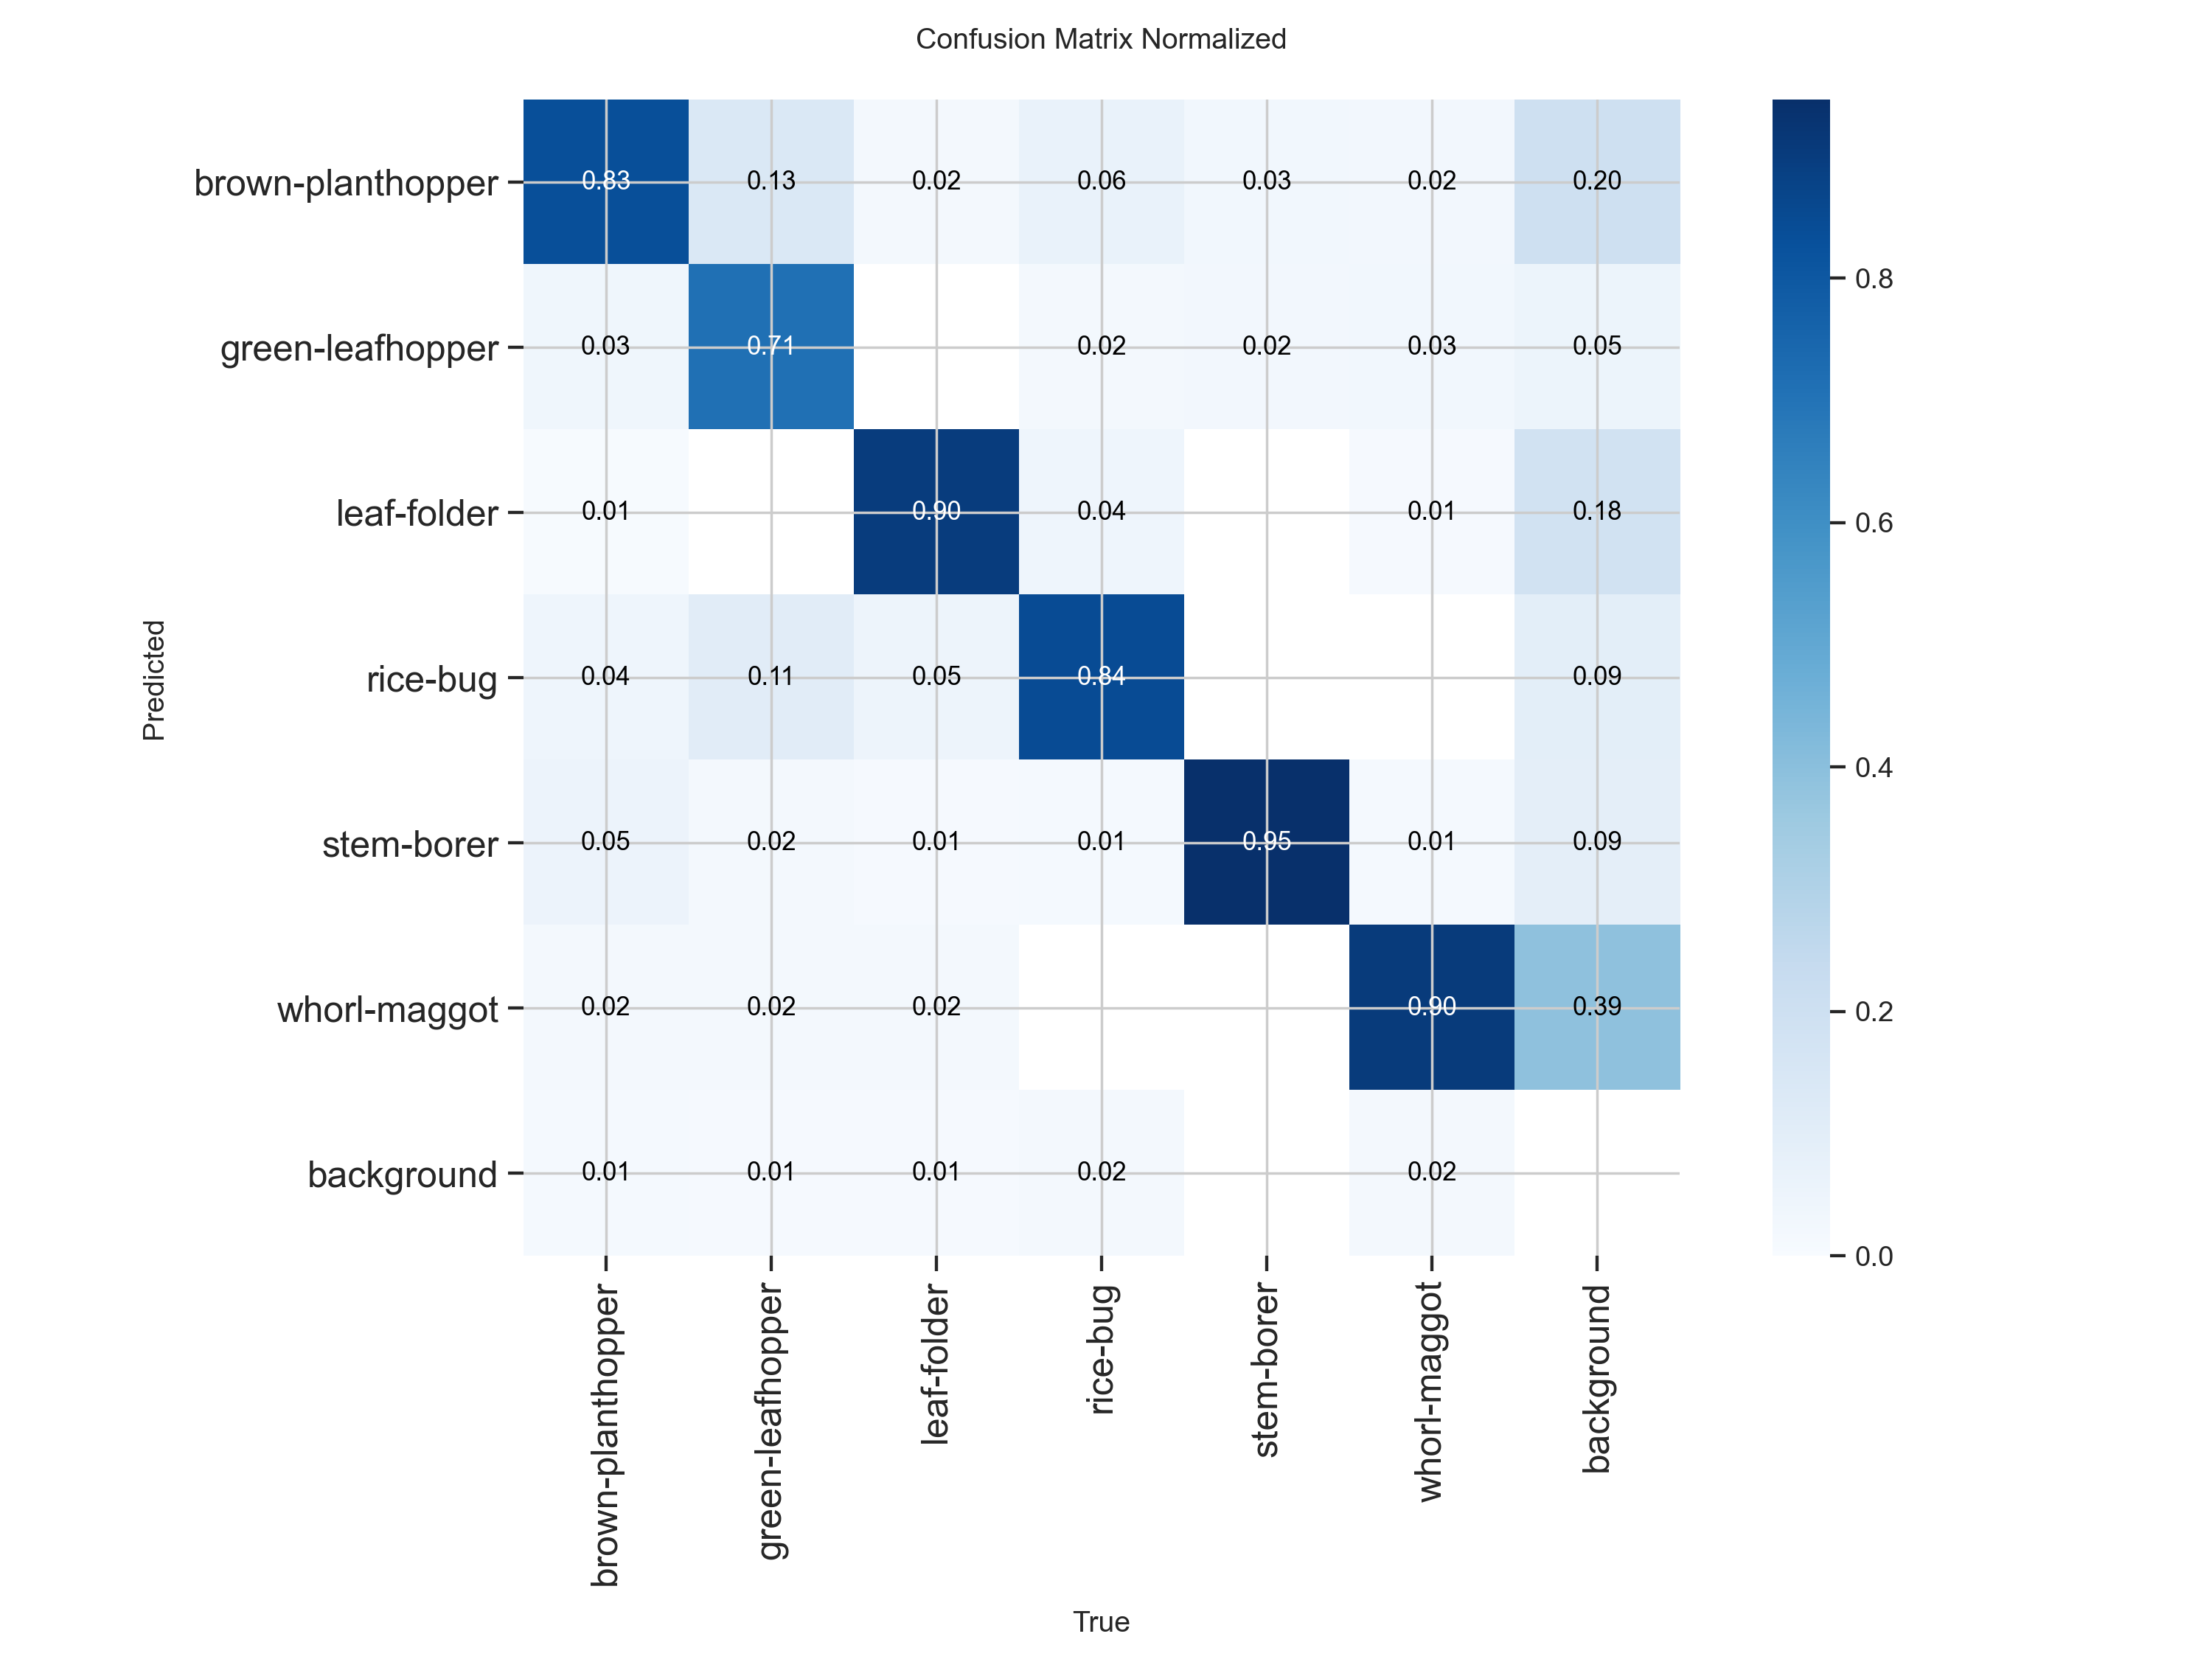 Confusion Matrix Normalized
brown-planthopper 0.83 0.13 0.02 0.06 0.03 0.02 0.20
green-leafhopper 0.03 0.71 0.02 0.02 0.03 0.05
leaf-folder 0.01 0.90 0.04 0.01 0.18
rice-bug 0.04 0.11 0.05 0.84 0.09
stem-borer 0.05 0.02 0.01 0.01 0.95 0.01 0.09
whorl-maggot 0.02 0.02 0.02 0.90 0.39
background 0.01 0.01 0.01 0.02 0.02
Predicted
brown-planthopper
green-leafhopper
leaf-folder
rice-bug
stem-borer
whorl-maggot
background
True
0.8
0.6
0.4
0.2
0.0